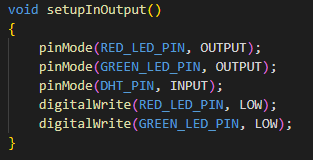 void setupInOutput()
{
    pinMode(RED_LED_PIN, OUTPUT);
    pinMode(GREEN_LED_PIN, OUTPUT);
    pinMode(DHT_PIN, INPUT);
    digitalWrite(RED_LED_PIN, LOW);
    digitalWrite(GREEN_LED_PIN, LOW);
}